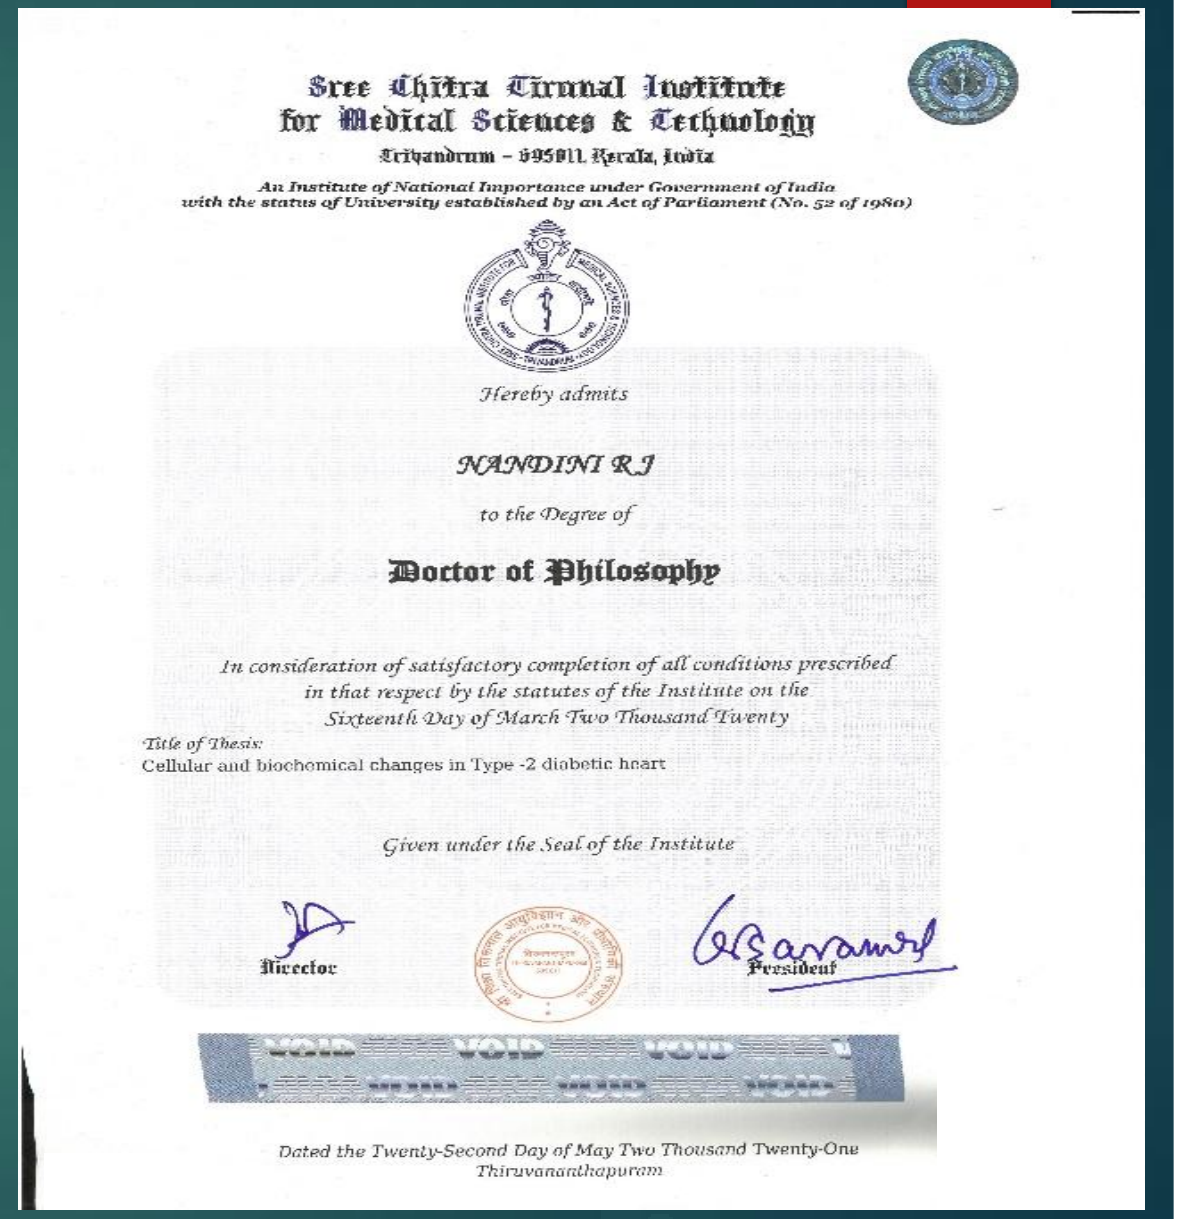 Sree Chitra Tirunal Institute
for Medical Sciences & Technology
Trivandrum - 695011, Kerala, India
An Institute of National Importance under Government of India
with the status of University established by an Act of Parliament (No. 52 of 1980)
Hereby admits
NANDINI R J
to the Degree of
Doctor of Philosophy
In consideration of satisfactory completion of all conditions prescribed
in that respect by the statutes of the Institute on the
Sixteenth Day of March Two Thousand Twenty
Title of Thesis:
Cellular and biochemical changes in Type -2 diabetic heart
Given under the Seal of the Institute
Director
President
VOID VOID VOID
VOID VOID VOID
Dated the Twenty-Second Day of May Two Thousand Twenty-One
Thiruvananthapuram